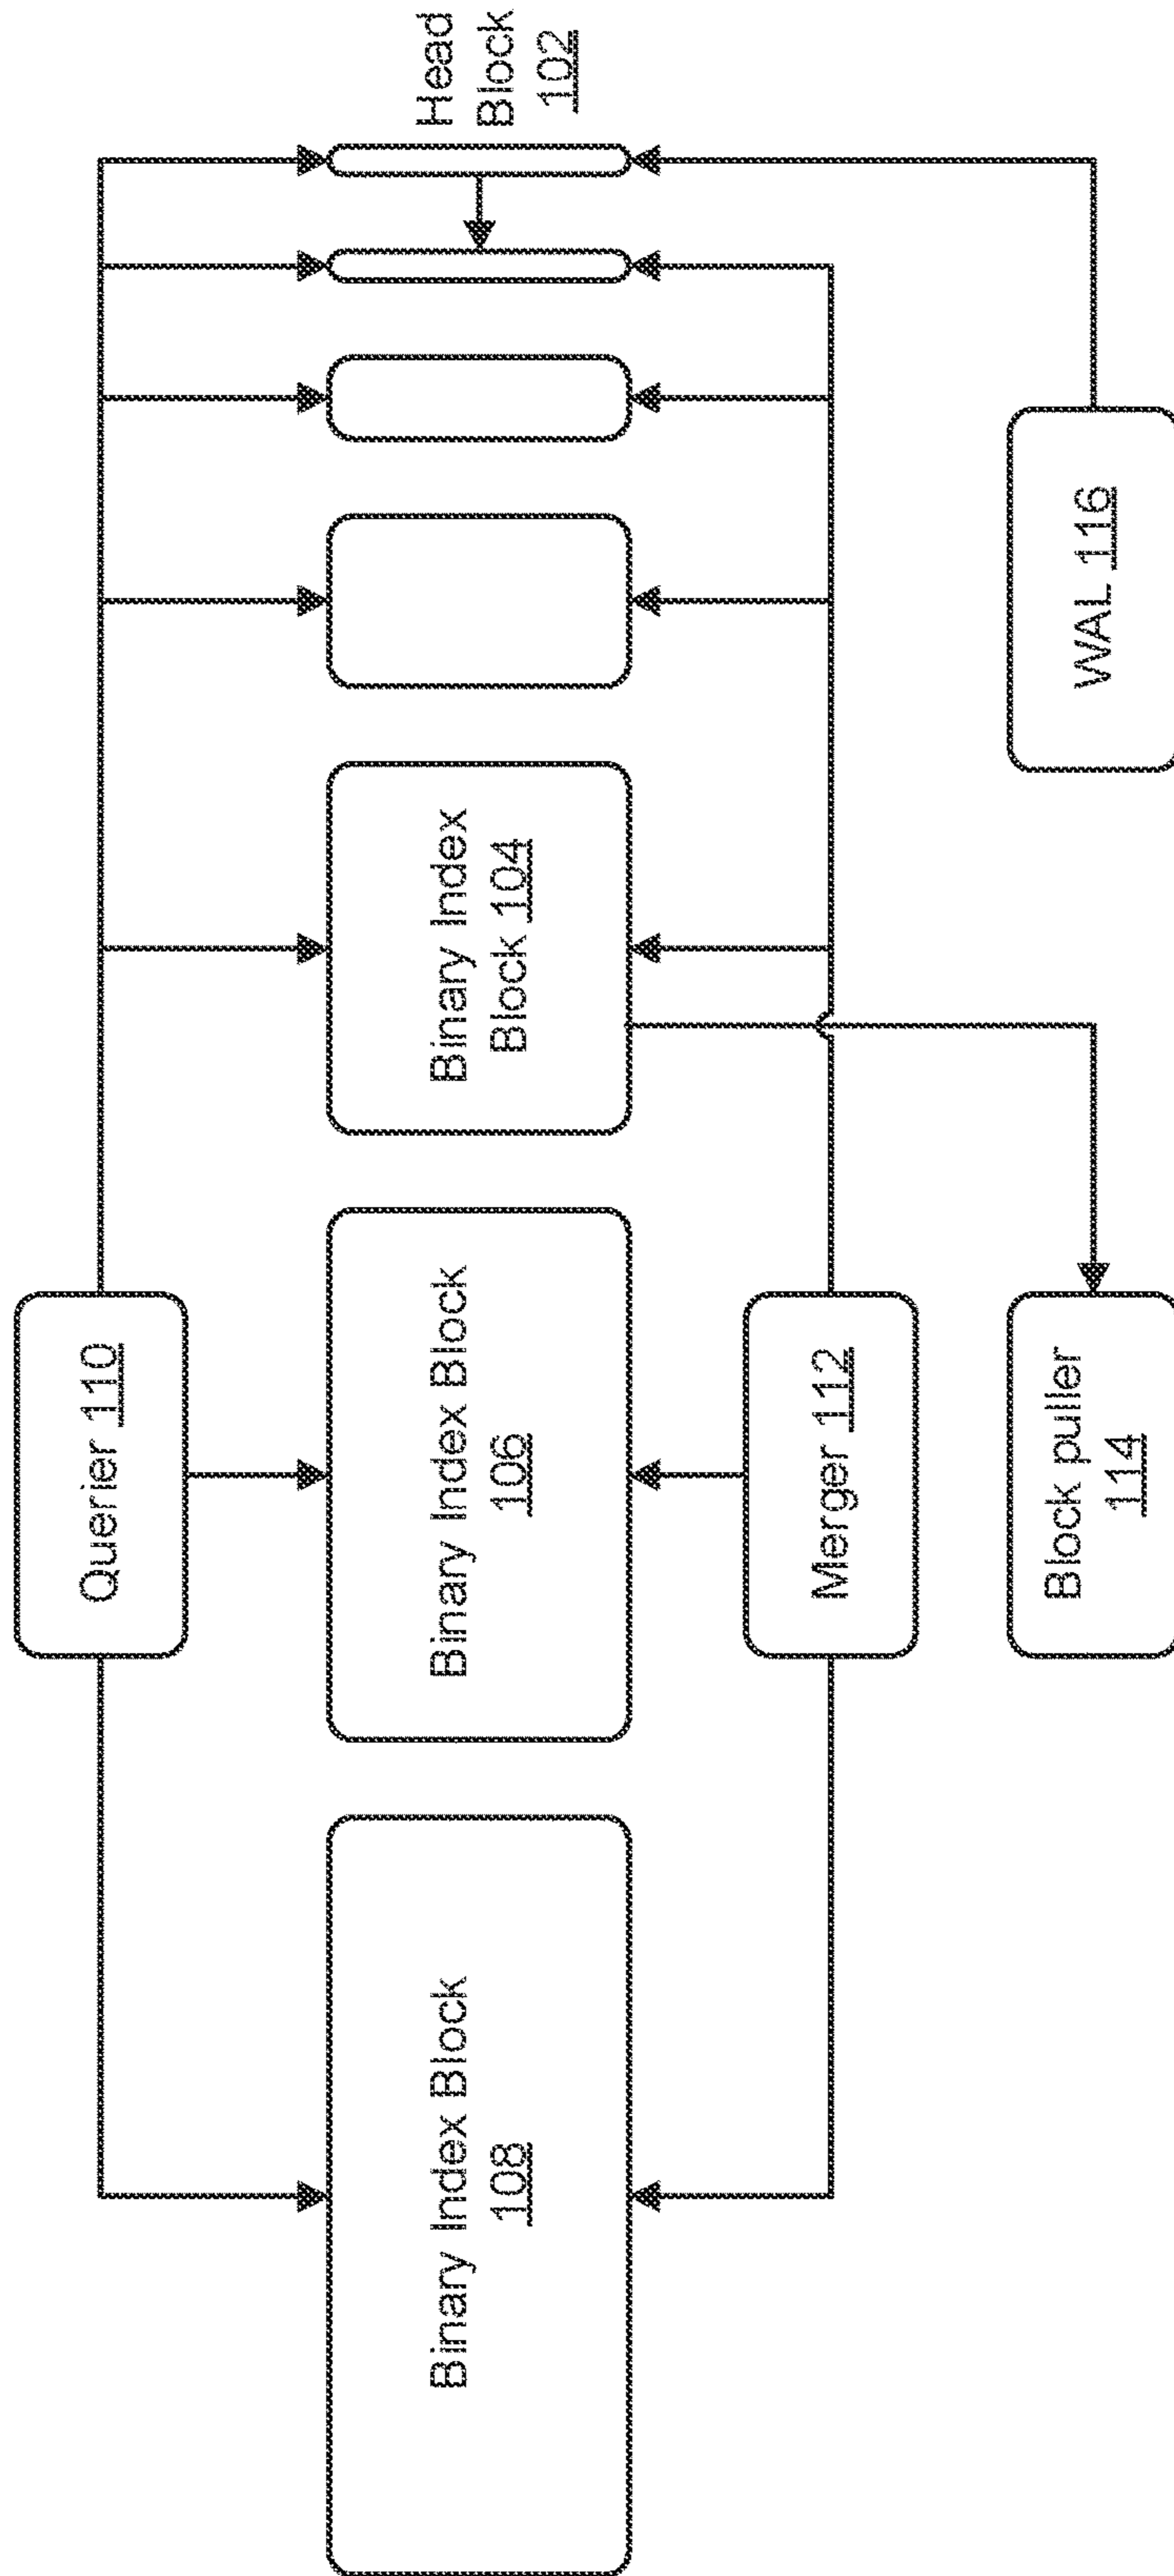 Querier 110
Binary Index Block
108
Binary Index Block
106
Binary Index
Block 104
Head
Block
102
Merger 112
Block puller
114
WAL 116